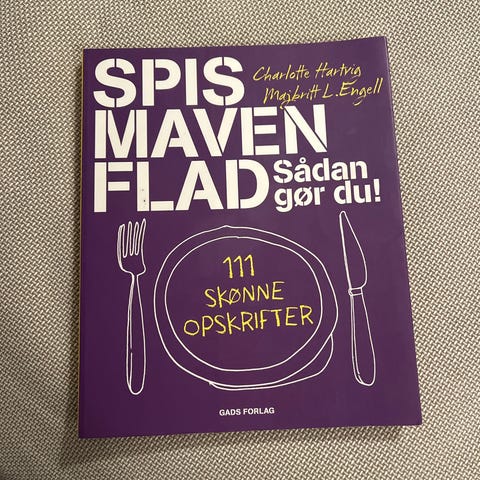 SPIS
MAVEN
FLAD
Charlotte Hartvig
Majbritt L. Engell
Sådan
gør du!
111
SKØNNE
OPSKRIFTER
GADS FORLAG